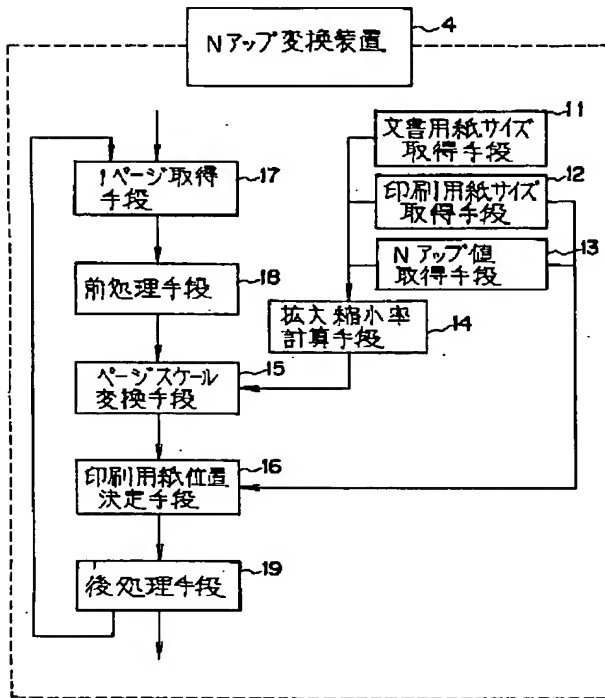 Nアップ変換装置
4
文書用紙サイズ
取得手段
11
1ページ取得
手段
17
印刷用紙サイズ
取得手段
12
Nアップ値
取得手段
13
前処理手段
18
拡大縮小率
計算手段
14
ページスケール
変換手段
15
印刷用紙位置
決定手段
16
後処理手段
19